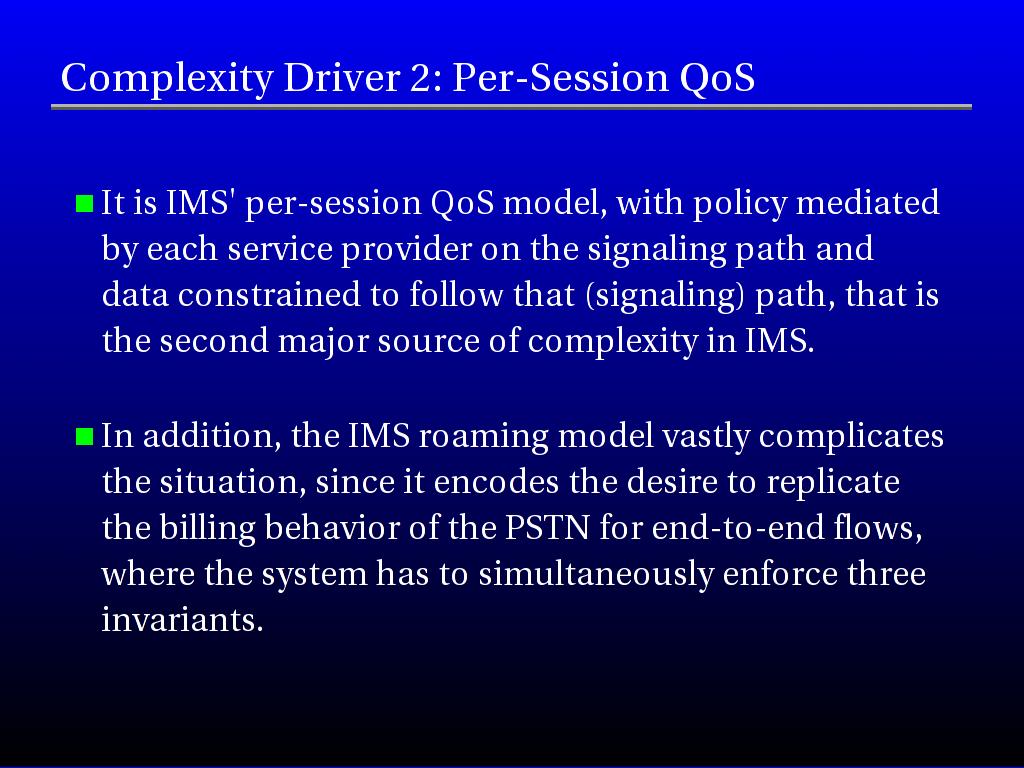 Complexity Driver 2: Per-Session QoS
It is IMS' per-session QoS model, with policy mediated
by each service provider on the signaling path and
data constrained to follow that (signaling) path, that is
the second major source of complexity in IMS.
In addition, the IMS roaming model vastly complicates
the situation, since it encodes the desire to replicate
the billing behavior of the PSTN for end-to-end flows,
where the system has to simultaneously enforce three
invariants.